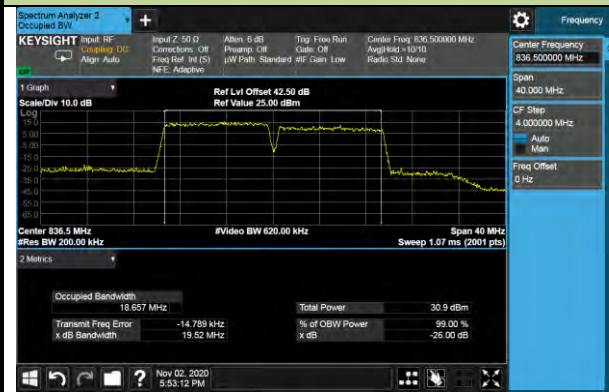 Spectrum Analyzer 2
Occupied BW
+
Frequency
KEYSIGHT
Input: RF
Coupling: DC
Align: Auto
Input Z: 50 Ω
Corrections: Off
Freq Ref: Int (S)
NFE: Adaptive
Atten: 6 dB
Preamp: Off
µW Path: Standard
Trig: Free Run
Gate: Off
#IF Gain: Low
Center Freq: 836.500000 MHz
Avg|Hold:>10/10
Radio Std: None
Center Frequency
836.500000 MHz
Span
40.000 MHz
CF Step
4.000000 MHz
Auto
Man
Freq Offset
0 Hz
1 Graph
Scale/Div 10.0 dB
Ref Lvl Offset 42.50 dB
Ref Value 25.00 dBm
Log
15.0
5.00
-5.00
-15.0
-25.0
-35.0
-45.0
-55.0
-65.0
Center 836.5 MHz
#Video BW 620.00 kHz
Span 40 MHz
#Res BW 200.00 kHz
Sweep 1.07 ms (2001 pts)
2 Metrics
Occupied Bandwidth
18.657 MHz
Total Power
30.9 dBm
Transmit Freq Error
-14.789 kHz
% of OBW Power
99.00 %
x dB Bandwidth
19.52 MHz
x dB
-26.00 dB
?
Nov 02, 2020
5:53:12 PM